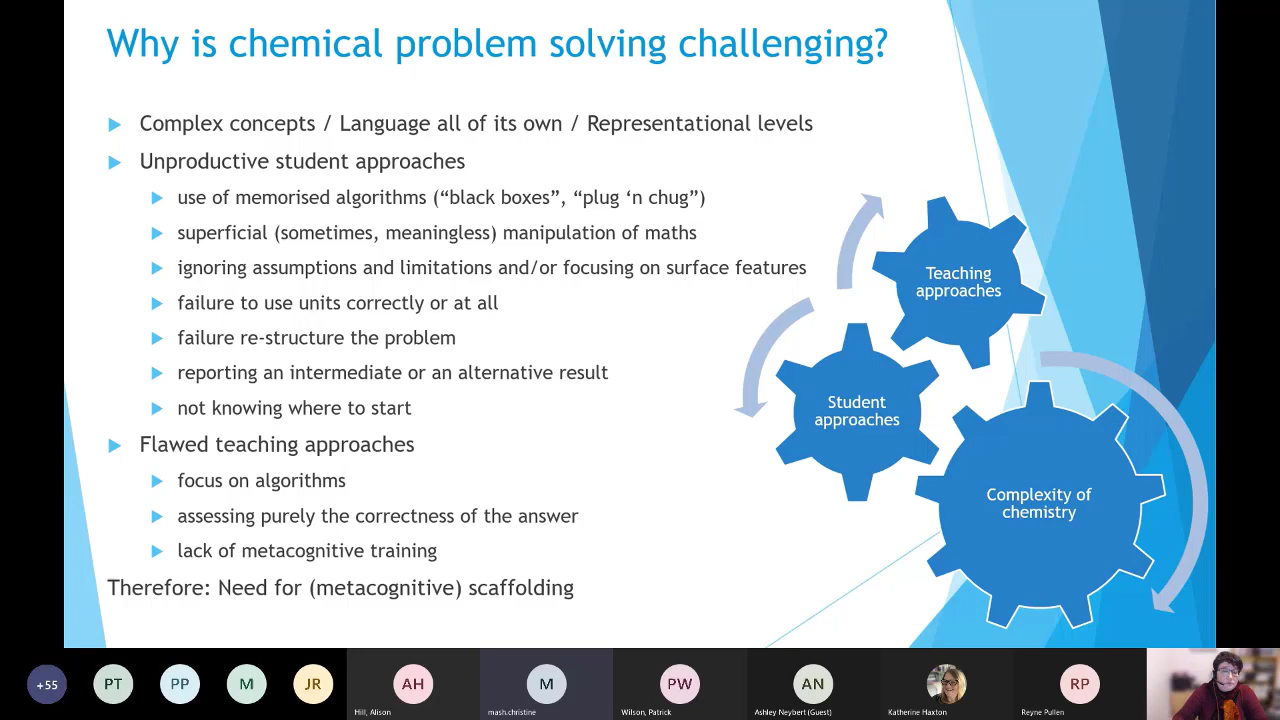 Why is chemical problem solving challenging?
Complex concepts / Language all of its own / Representational levels
Unproductive student approaches
use of memorised algorithms (“black boxes”, “plug ‘n chug”)
superficial (sometimes, meaningless) manipulation of maths
ignoring assumptions and limitations and/or focusing on surface features
failure to use units correctly or at all
failure re-structure the problem
reporting an intermediate or an alternative result
not knowing where to start
Flawed teaching approaches
focus on algorithms
assessing purely the correctness of the answer
lack of metacognitive training
Therefore: Need for (metacognitive) scaffolding
Teaching
approaches
Student
approaches
Complexity of
chemistry
+55
PT
PP
M
JR
AH
Hill, Alison
M
mash.christine
PW
Wilson, Patrick
AN
Ashley Neybert (Guest)
Katherine Haxton
RP
Reyne Pullen